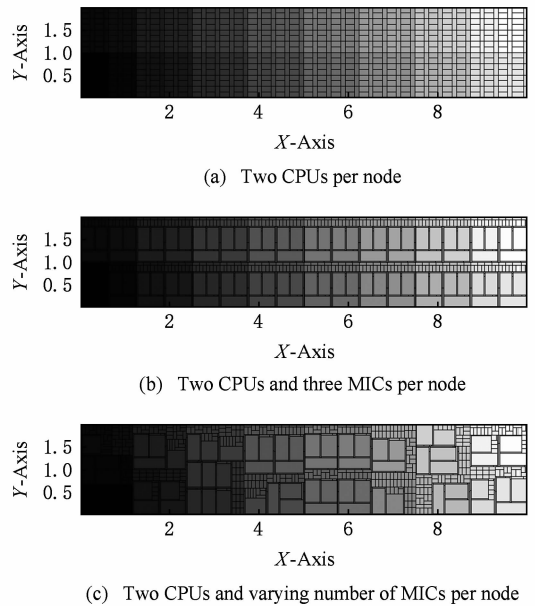 Y-Axis
1.5
1.0
0.5
2 4 6 8
X-Axis
(a) Two CPUs per node
Y-Axis
1.5
1.0
0.5
2 4 6 8
X-Axis
(b) Two CPUs and three MICs per node
Y-Axis
1.5
1.0
0.5
2 4 6 8
X-Axis
(c) Two CPUs and varying number of MICs per node